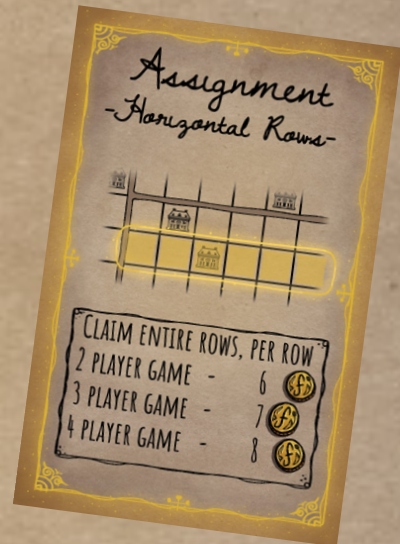 Assignment
-Horizontal Rows-
CLAIM ENTIRE ROWS, PER ROW
2 PLAYER GAME - 6 f
3 PLAYER GAME - 7 f
4 PLAYER GAME - 8 f